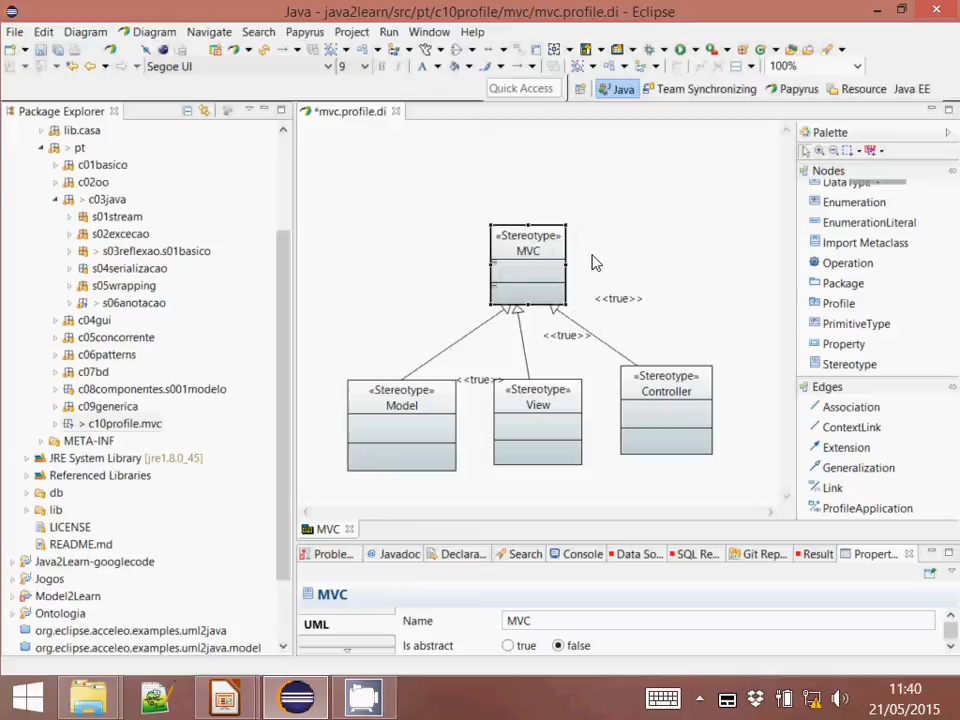 Java - java2learn/src/pt/c10profile/mvc/mvc.profile.di - Eclipse
File Edit Diagram Diagram Navigate Search Papyrus Project Run Window Help
Segoe UI 9 B I A 100%
Quick Access Java Team Synchronizing Papyrus Resource Java EE
Package Explorer
lib.casa
> pt
c01basico
c02oo
> c03java
s01stream
s02excecao
> s03reflexao.s01basico
s04serializacao
s05wrapping
> s06anotacao
c04gui
c05concorrente
c06patterns
c07bd
c08componentes.s001modelo
c09generica
> c10profile.mvc
META-INF
JRE System Library [jre1.8.0_45]
Referenced Libraries
db
lib
LICENSE
README.md
Java2Learn-googlecode
Jogos
Model2Learn
Ontologia
org.eclipse.acceleo.examples.uml2java
org.eclipse.acceleo.examples.uml2java.model
*mvc.profile.di
«Stereotype»
MVC
<<true>>
<<true>>
<<true>>
«Stereotype»
Model
«Stereotype»
View
«Stereotype»
Controller
MVC
Palette
Nodes
DataType
Enumeration
EnumerationLiteral
Import Metaclass
Operation
Package
Profile
PrimitiveType
Property
Stereotype
Edges
Association
ContextLink
Extension
Generalization
Link
ProfileApplication
Proble... Javadoc Declara... Search Console Data So... SQL Re... Git Rep... Result Propert...
MVC
UML
Name MVC
Is abstract true false
11:40
21/05/2015